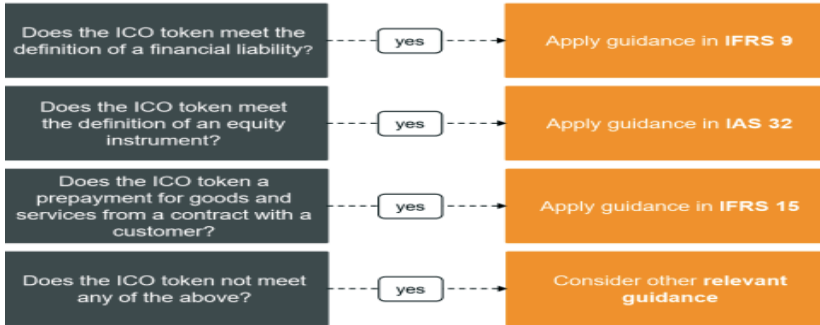 Does the ICO token meet the
definition of a financial liability?
yes
Apply guidance in IFRS 9
Does the ICO token meet
the definition of an equity
instrument?
yes
Apply guidance in IAS 32
Does the ICO token a
prepayment for goods and
services from a contract with a
customer?
yes
Apply guidance in IFRS 15
Does the ICO token not meet
any of the above?
yes
Consider other relevant
guidance